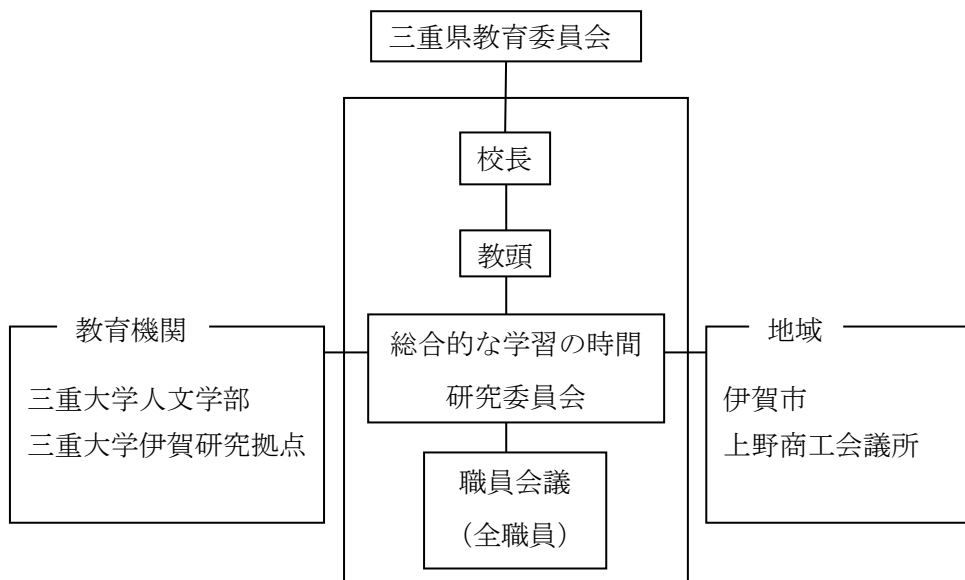 三重県教育委員会
校長
教頭
教育機関
三重大学人文学部
三重大学伊賀研究拠点
総合的な学習の時間
研究委員会
地域
伊賀市
上野商工会議所
職員会議
（全職員）